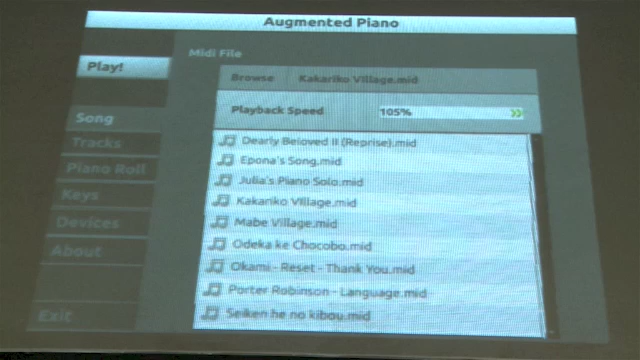 Augmented Piano
Play!
Midi File
Browse
Kakariko Village.mid
Playback Speed
105%
Song
Tracks
Piano Roll
Keys
Devices
About
Exit
Dearly Beloved II (Reprise).mid
Epona's Song.mid
Julia's Piano Solo.mid
Kakariko Village.mid
Mabe Village.mid
Odeka ke Chocobo.mid
Okami - Reset - Thank You.mid
Porter Robinson - Language.mid
Seiken he no kibou.mid